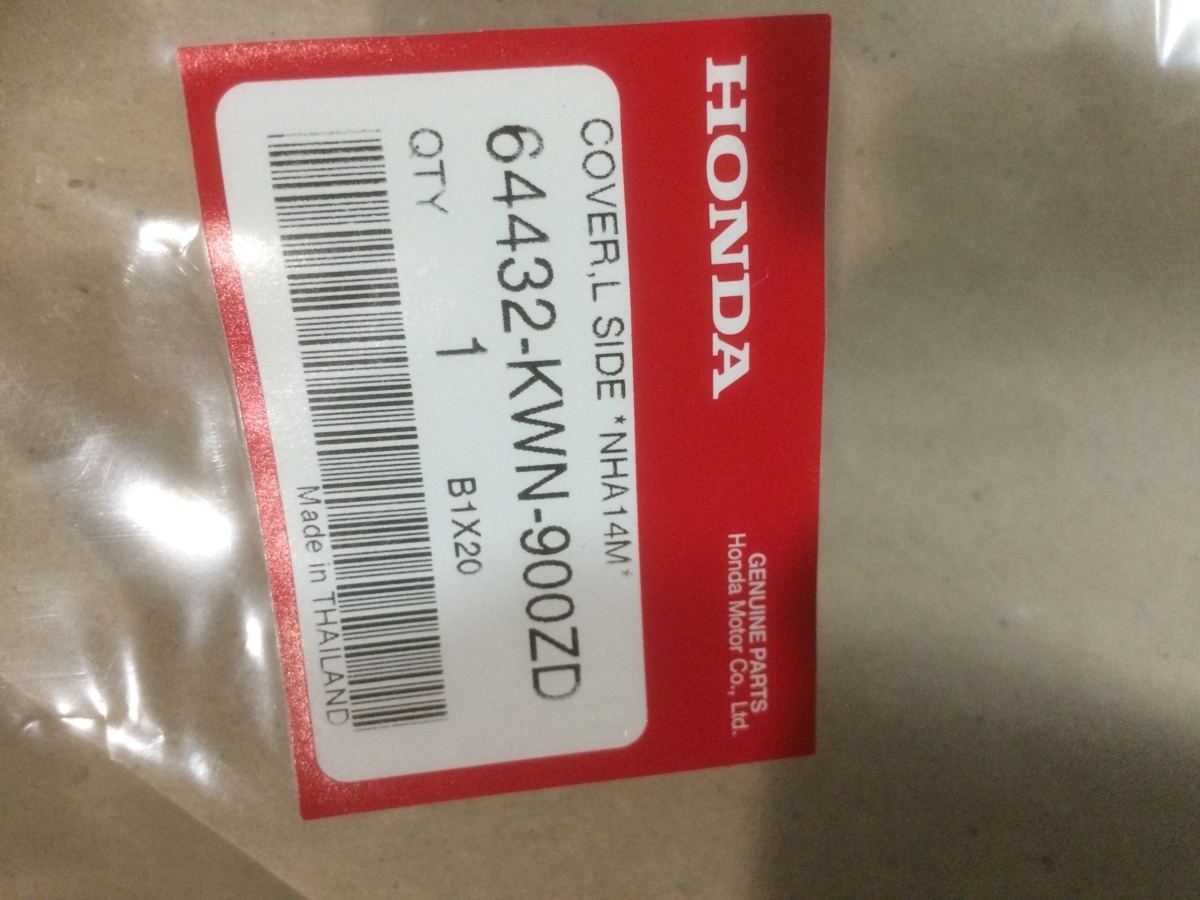 HONDA
GENUINE PARTS
Honda Motor Co., Ltd.
COVER,L SIDE *NHA14M*
64432-KWN-900ZD
QTY 1 B1X20
Made in THAILAND